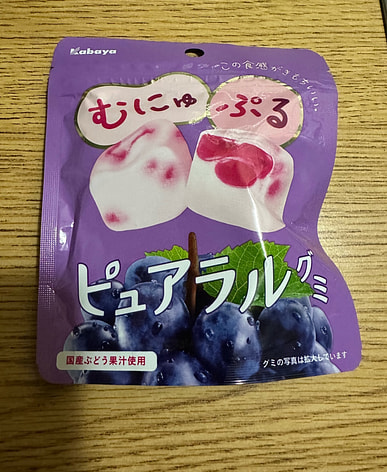 Kabaya
この食感がきもちいい。
むにゅ
ぷる
ピュアラルグミ
国産ぶどう果汁使用
グミの写真は拡大しています